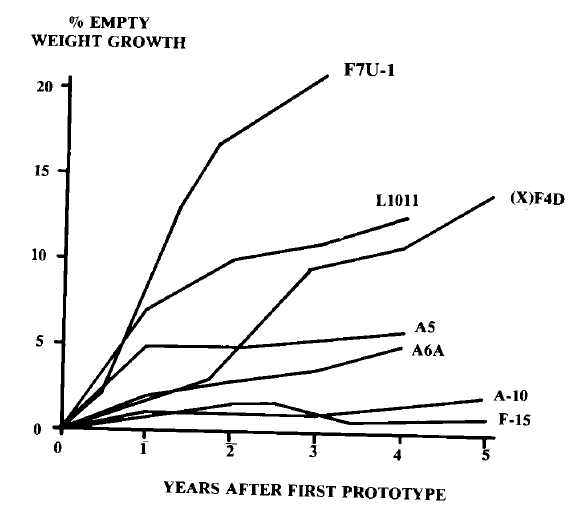 % EMPTY
WEIGHT GROWTH
F7U-1
20
15
L1011
(X)F4D
10
A5
5
A6A
A-10
F-15
0
0 1 2 3 4 5
YEARS AFTER FIRST PROTOTYPE